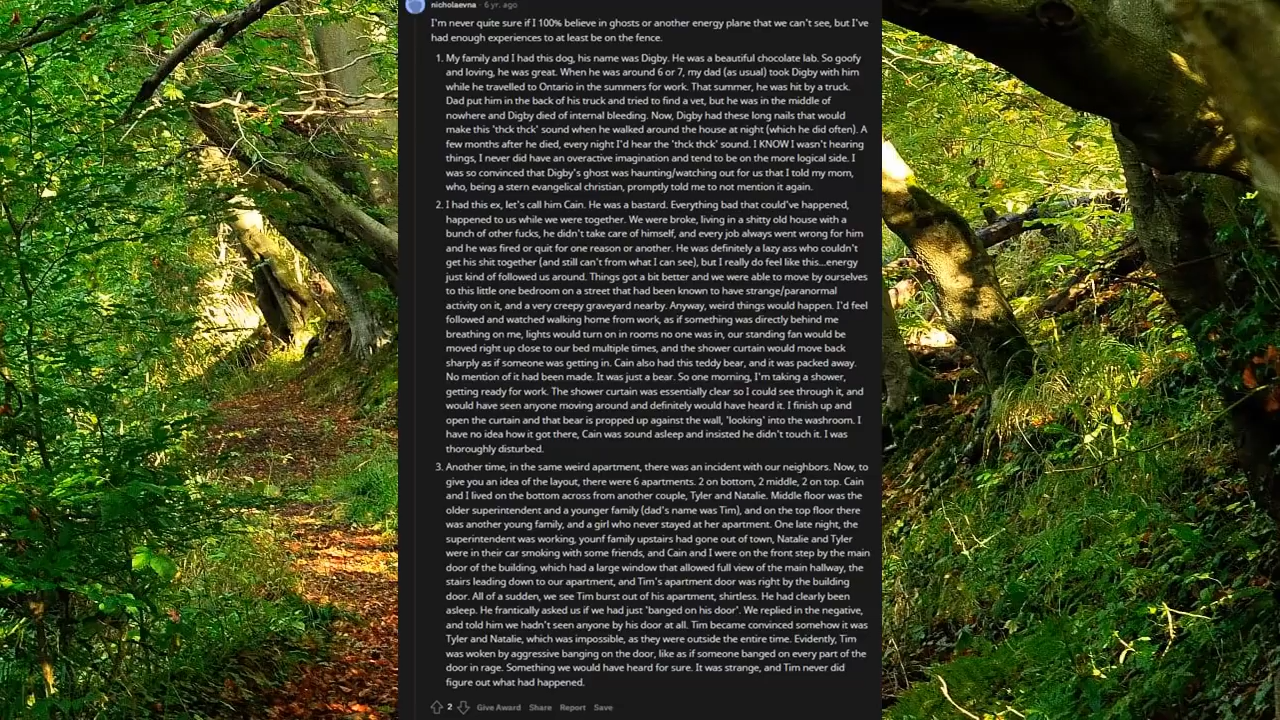 nicholaevna · 6 yr. ago
I'm never quite sure if I 100% believe in ghosts or another energy plane that we can't see, but I've
had enough experiences to at least be on the fence.
1. My family and I had this dog, his name was Digby. He was a beautiful chocolate lab. So goofy
and loving, he was great. When he was around 6 or 7, my dad (as usual) took Digby with him
while he travelled to Ontario in the summers for work. That summer, he was hit by a truck.
Dad put him in the back of his truck and tried to find a vet, but he was in the middle of
nowhere and Digby died of internal bleeding. Now, Digby had these long nails that would
make this 'thck thck' sound when he walked around the house at night (which he did often). A
few months after he died, every night I'd hear the 'thck thck' sound. I KNOW I wasn't hearing
things, I never did have an overactive imagination and tend to be on the more logical side. I
was so convinced that Digby's ghost was haunting/watching out for us that I told my mom,
who, being a stern evangelical christian, promptly told me to not mention it again.
2. I had this ex, let's call him Cain. He was a bastard. Everything bad that could've happened,
happened to us while we were together. We were broke, living in a shitty old house with a
bunch of other fucks, he didn't take care of himself, and every job always went wrong for him
and he was fired or quit for one reason or another. He was definitely a lazy ass who couldn't
get his shit together (and still can't from what I can see), but I really do feel like this...energy
just kind of followed us around. Things got a bit better and we were able to move by ourselves
to this little one bedroom on a street that had been known to have strange/paranormal
activity on it, and a very creepy graveyard nearby. Anyway, weird things would happen. I'd feel
followed and watched walking home from work, as if something was directly behind me
breathing on me, lights would turn on in rooms no one was in, our standing fan would be
moved right up close to our bed multiple times, and the shower curtain would move back
sharply as if someone was getting in. Cain also had this teddy bear, and it was packed away.
No mention of it had been made. It was just a bear. So one morning, I'm taking a shower,
getting ready for work. The shower curtain was essentially clear so I could see through it, and
would have seen anyone moving around and definitely would have heard it. I finish up and
open the curtain and that bear is propped up against the wall, 'looking' into the washroom. I
have no idea how it got there, Cain was sound asleep and insisted he didn't touch it. I was
thoroughly disturbed.
3. Another time, in the same weird apartment, there was an incident with our neighbors. Now, to
give you an idea of the layout, there were 6 apartments. 2 on bottom, 2 middle, 2 on top. Cain
and I lived on the bottom across from another couple, Tyler and Natalie. Middle floor was the
older superintendent and a younger family (dad's name was Tim), and on the top floor there
was another young family, and a girl who never stayed at her apartment. One late night, the
superintendent was working, younf family upstairs had gone out of town, Natalie and Tyler
were in their car smoking with some friends, and Cain and I were on the front step by the main
door of the building, which had a large window that allowed full view of the main hallway, the
stairs leading down to our apartment, and Tim's apartment door was right by the building
door. All of a sudden, we see Tim burst out of his apartment, shirtless. He had clearly been
asleep. He frantically asked us if we had just 'banged on his door'. We replied in the negative,
and told him we hadn't seen anyone by his door at all. Tim became convinced somehow it was
Tyler and Natalie, which was impossible, as they were outside the entire time. Evidently, Tim
was woken by aggressive banging on the door, like as if someone banged on every part of the
door in rage. Something we would have heard for sure. It was strange, and Tim never did
figure out what had happened.
2 Give Award Share Report Save